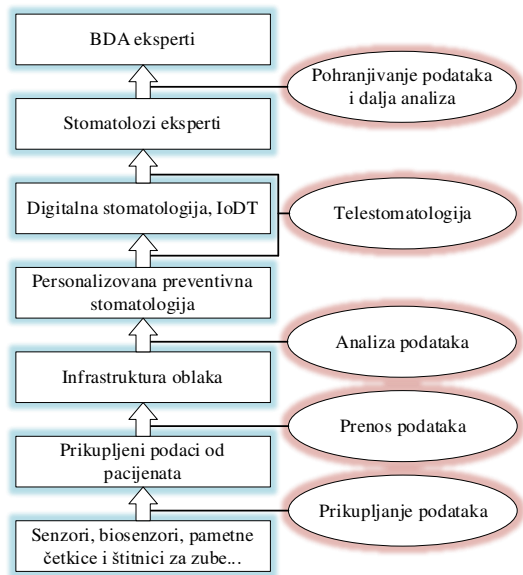 BDA eksperti
Pohranjivanje podataka
i dalja analiza
Stomatolozi eksperti
Digitalna stomatologija, IoDT
Telestomatologija
Personalizovana preventivna
stomatologija
Analiza podataka
Infrastruktura oblaka
Prenos podataka
Prikupljeni podaci od
pacijenata
Prikupljanje podataka
Senzori, biosenzori, pametne
četkice i štitnici za zube...